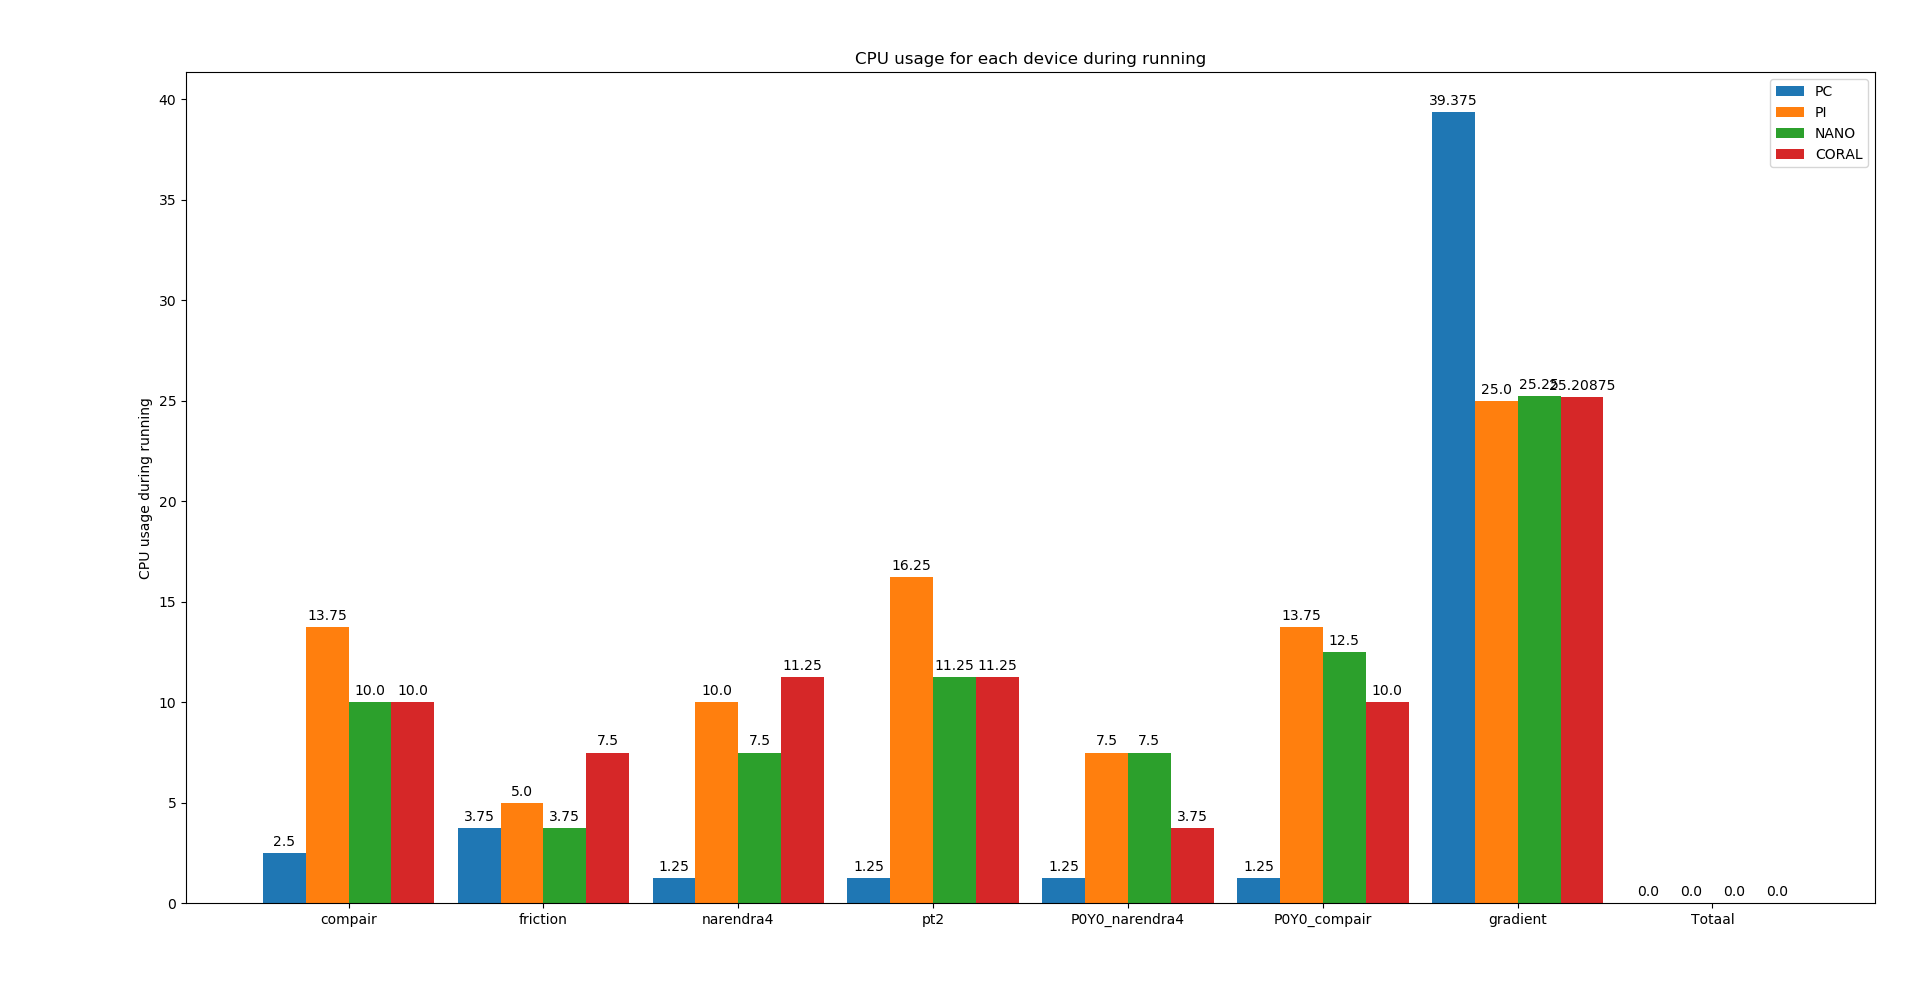 CPU usage for each device during running
CPU usage during running
40
35
30
25
20
15
10
5
0
PC
PI
NANO
CORAL
2.5
13.75
10.0
10.0
3.75
5.0
3.75
7.5
1.25
10.0
7.5
11.25
1.25
16.25
11.25
11.25
1.25
7.5
7.5
3.75
1.25
13.75
12.5
10.0
39.375
25.0
25.25
25.20875
0.0
0.0
0.0
0.0
compair
friction
narendra4
pt2
P0Y0_narendra4
P0Y0_compair
gradient
Totaal